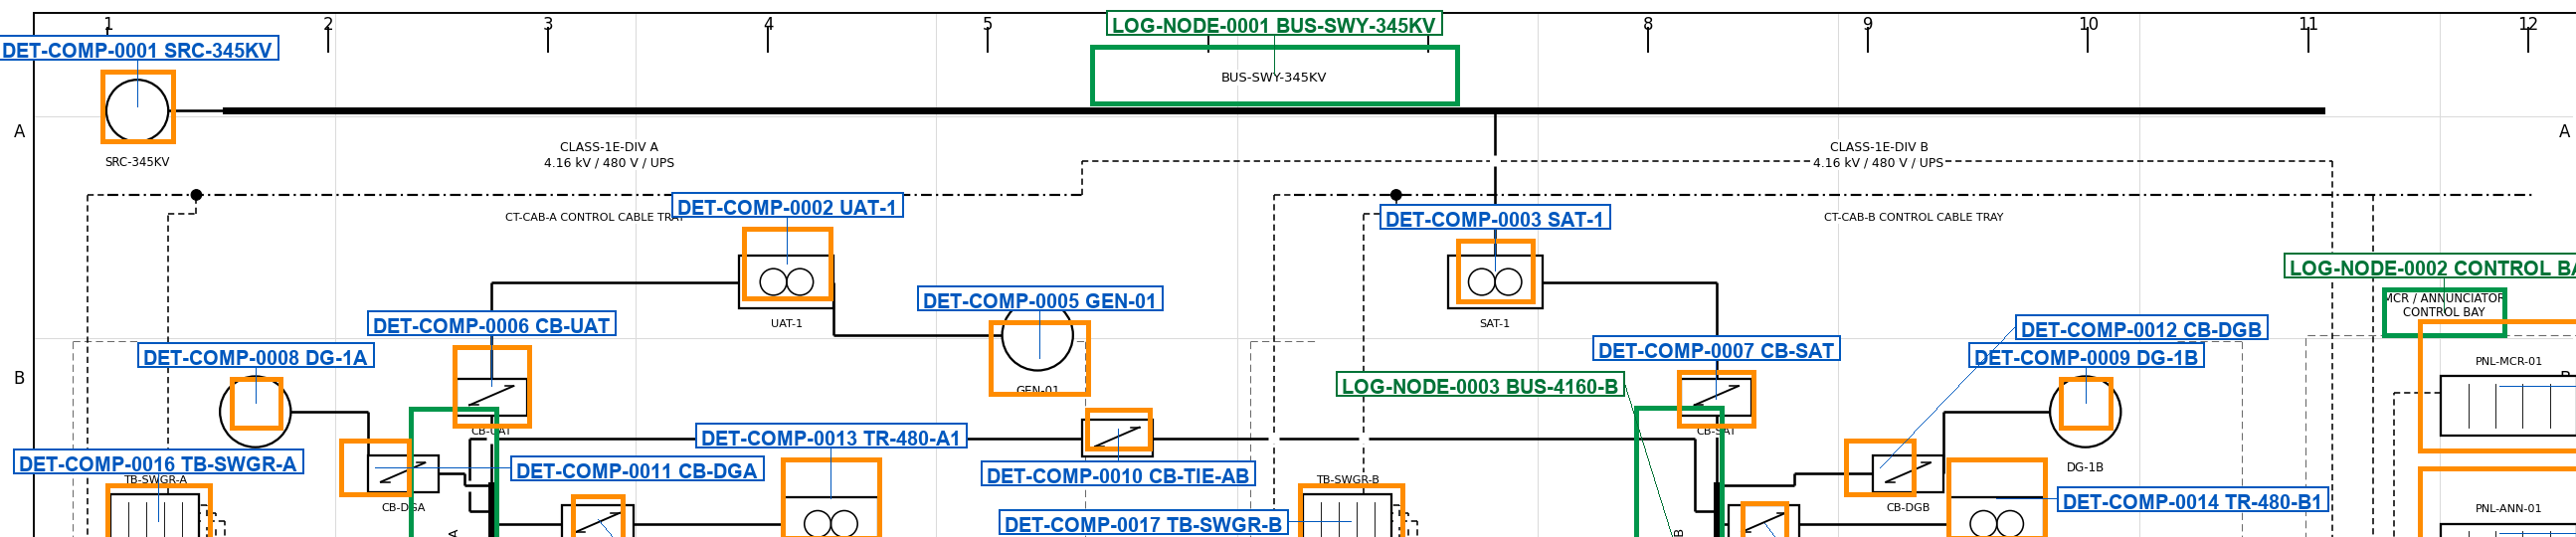 1 2 3 4 5 8 9 10 11 12
LOG-NODE-0001 BUS-SWY-345KV
DET-COMP-0001 SRC-345KV
BUS-SWY-345KV
A
A
SRC-345KV
CLASS-1E-DIV A
4.16 kV / 480 V / UPS
CLASS-1E-DIV B
4.16 kV / 480 V / UPS
DET-COMP-0002 UAT-1
CT-CAB-A CONTROL CABLE TRAY
DET-COMP-0003 SAT-1
CT-CAB-B CONTROL CABLE TRAY
LOG-NODE-0002 CONTROL
MCR / ANNUNCIATOR
CONTROL BAY
DET-COMP-0005 GEN-01
UAT-1
SAT-1
DET-COMP-0006 CB-UAT
DET-COMP-0012 CB-DGB
DET-COMP-0008 DG-1A
DET-COMP-0007 CB-SAT
DET-COMP-0009 DG-1B
PNL-MCR-01
B
LOG-NODE-0003 BUS-4160-B
GEN-01
CB-UAT
CB-SAT
DET-COMP-0013 TR-480-A1
DET-COMP-0016 TB-SWGR-A
DET-COMP-0011 CB-DGA
DET-COMP-0010 CB-TIE-AB
DG-1B
TB-SWGR-A
TB-SWGR-B
CB-DGA
CB-DGB
DET-COMP-0014 TR-480-B1
PNL-ANN-01
DET-COMP-0017 TB-SWGR-B
A
B